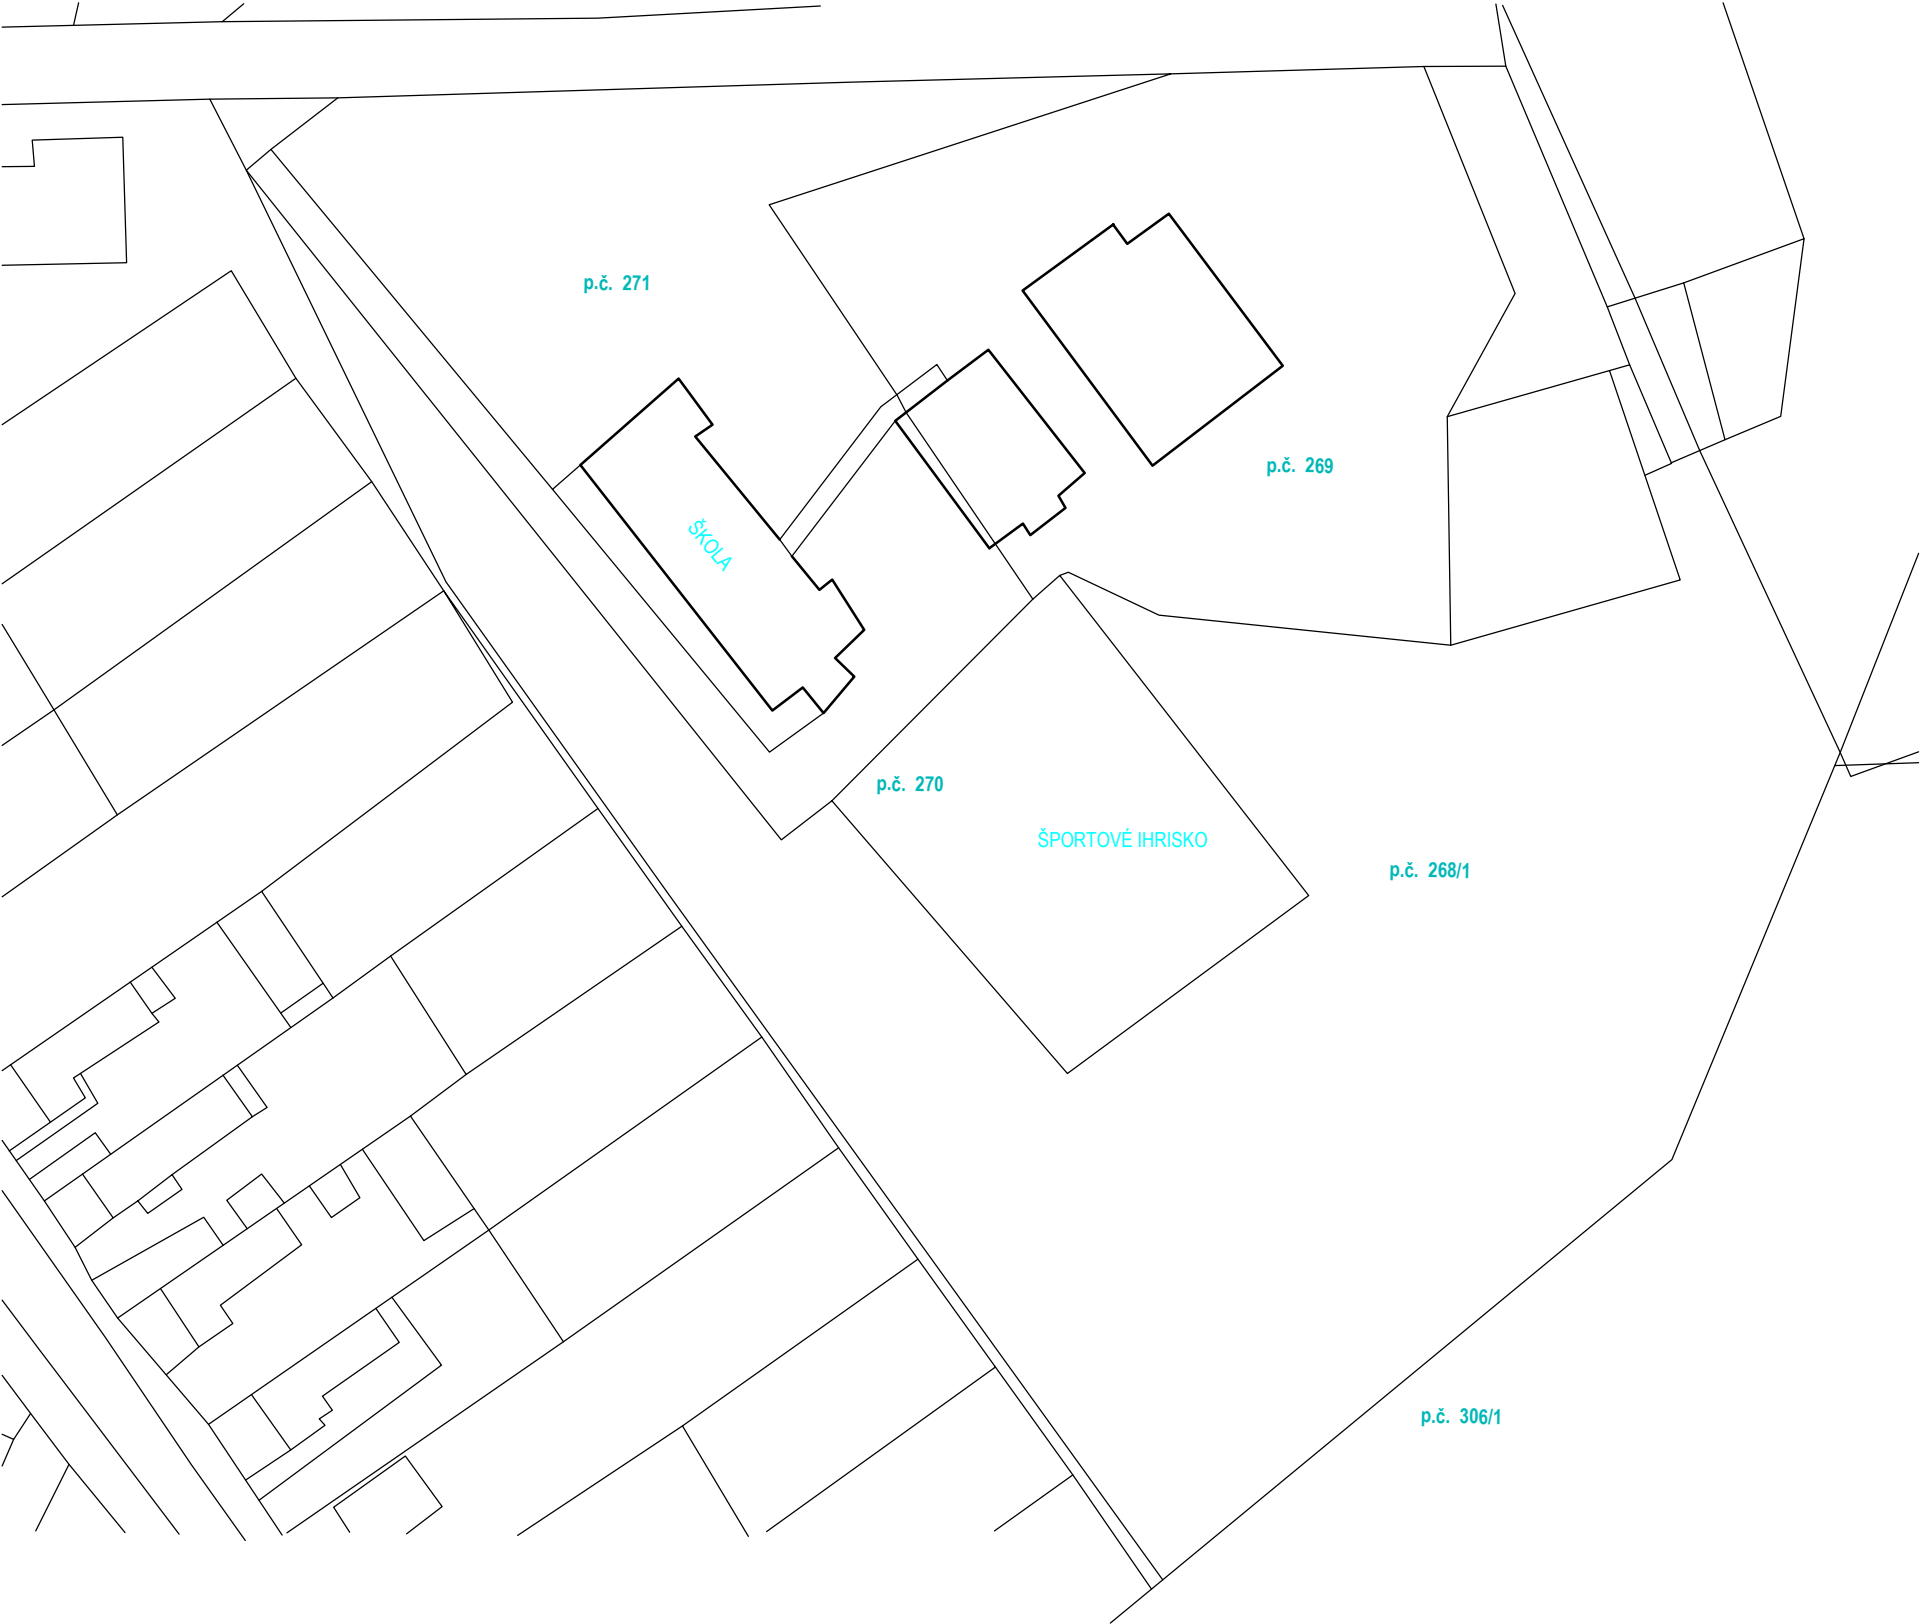 p.č. 271
p.č. 269
ŠKOLA
p.č. 270
ŠPORTOVÉ IHRISKO
p.č. 268/1
p.č. 306/1